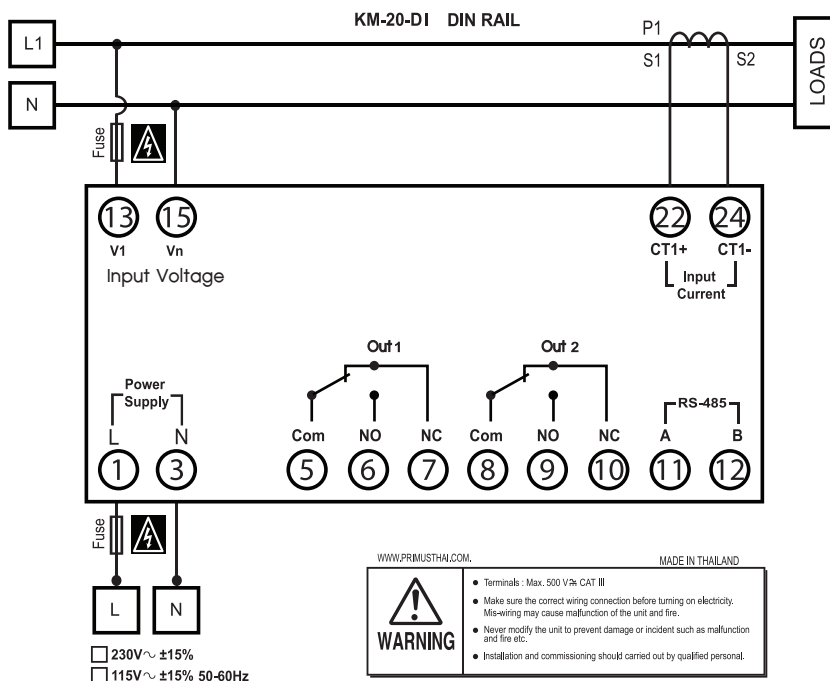 KM-20-DI DIN RAIL
L1
P1
S1
S2
LOADS
N
Fuse
13
15
22
24
V1
Vn
CT1+
CT1-
Input Voltage
Input
Current
Out 1
Out 2
Power
Supply
RS-485
L
N
Com
NO
NC
Com
NO
NC
A
B
1
3
5
6
7
8
9
10
11
12
Fuse
L
N
230V~ ±15%
115V~ ±15% 50-60Hz
WWW.PRIMUSTHAI.COM.
MADE IN THAILAND
WARNING
• Terminals : Max. 500 V≂ CAT III
• Make sure the correct wiring connection before turning on electricity.
Mis-wiring may cause malfunction of the unit and fire.
• Never modify the unit to prevent damage or incident such as malfunction
and fire etc.
• Installation and commissioning should carried out by qualified personal.